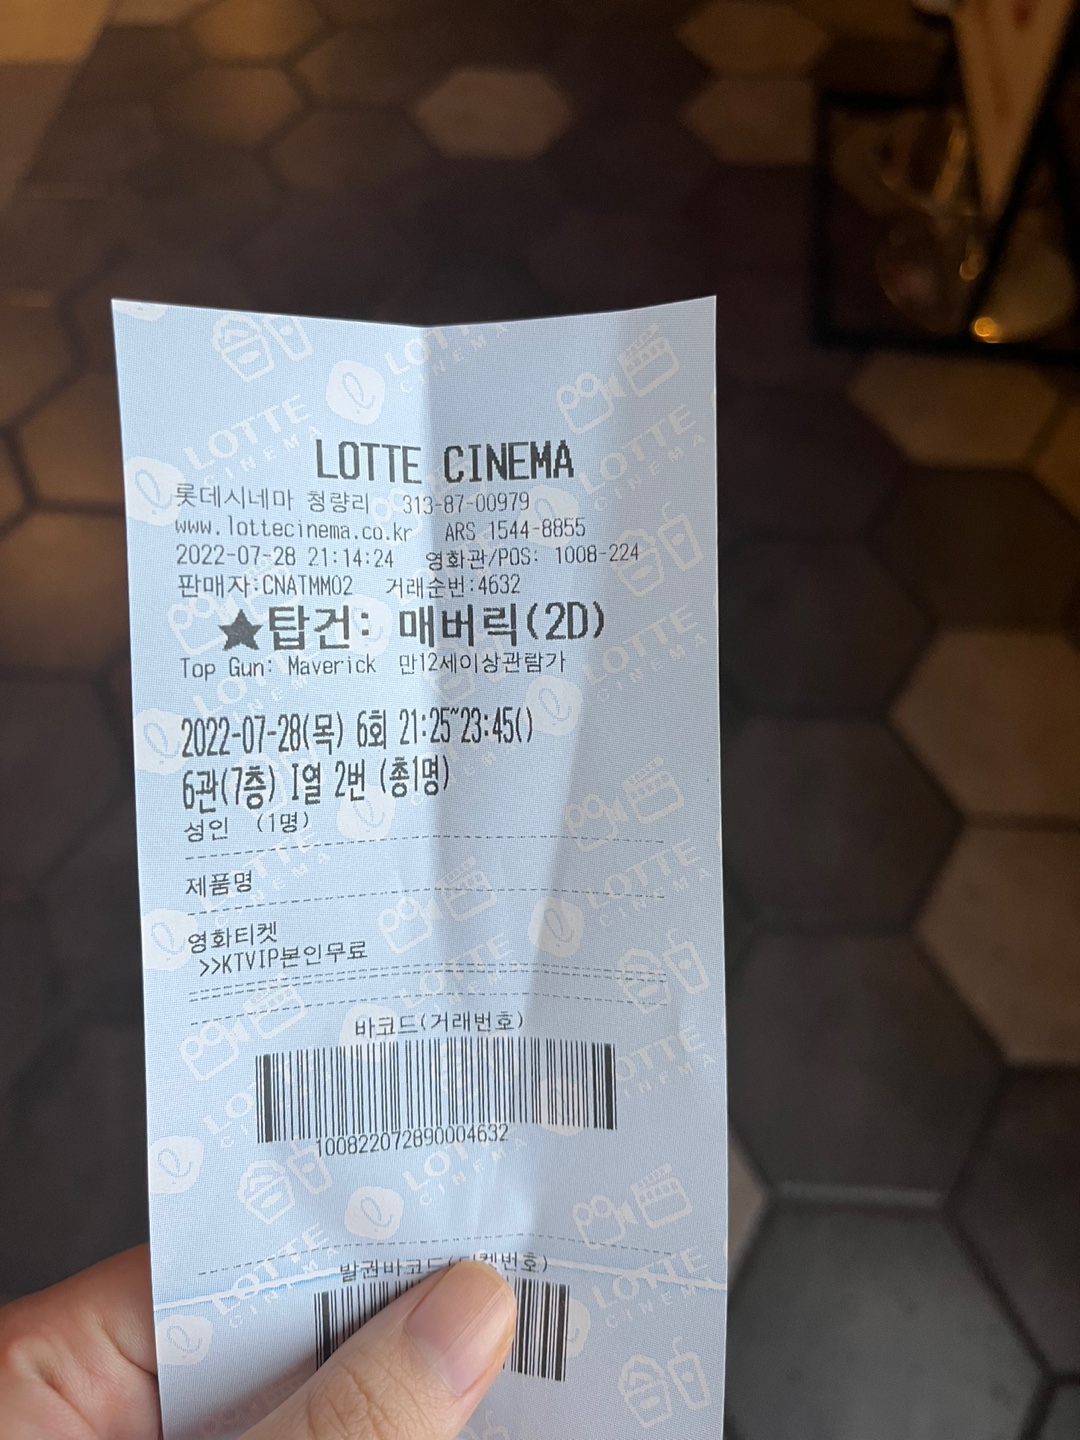 LOTTE CINEMA
롯데시네마 청량리 313-87-00979
www.lottecinema.co.kr ARS 1544-8855
2022-07-28 21:14:24 영화관/POS: 1008-224
판매자:CNATMM02 거래순번:4632
★탑건: 매버릭(2D)
Top Gun: Maverick 만12세이상관람가
2022-07-28(목) 6회 21:25~23:45()
6관(7층) I열 2번 (총1명)
성인 (1명)
제품명
영화티켓
>>KTVIP본인무료
바코드(거래번호)
100822072890004632
발권바코드(티켓번호)